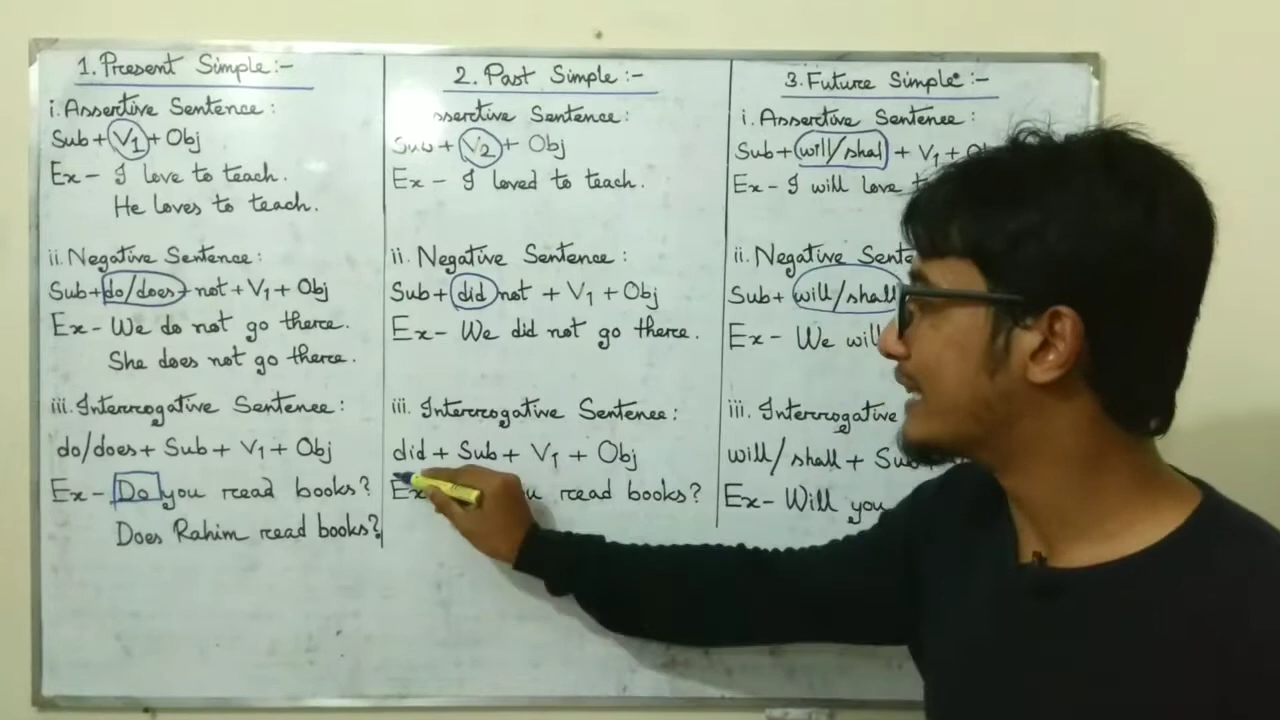 1. Present Simple:-
i. Assertive Sentence:
Sub + V1 + Obj
Ex - I love to teach.
He loves to teach.
ii. Negative Sentence:
Sub + do/does + not + V1 + Obj
Ex - We do not go there.
She does not go there.
iii. Interrogative Sentence:
do/does + Sub + V1 + Obj
Ex - Do you read books?
Does Rahim read books?
2. Past Simple:-
Sentence:
Sub + V2 + Obj
Ex - I loved to teach.
ii. Negative Sentence:
Sub + did not + V1 + Obj
Ex - We did not go there.
iii. Interrogative Sentence:
did + Sub + V1 + Obj
Ex read books?
3. Future Simple:-
i. Assertive Sentence:
Sub + will/shal + V1 +
Ex - I will love
ii. Negative
Sub + will/shall
Ex - We
iii. Interrogative
will/shall +
Ex - Will you